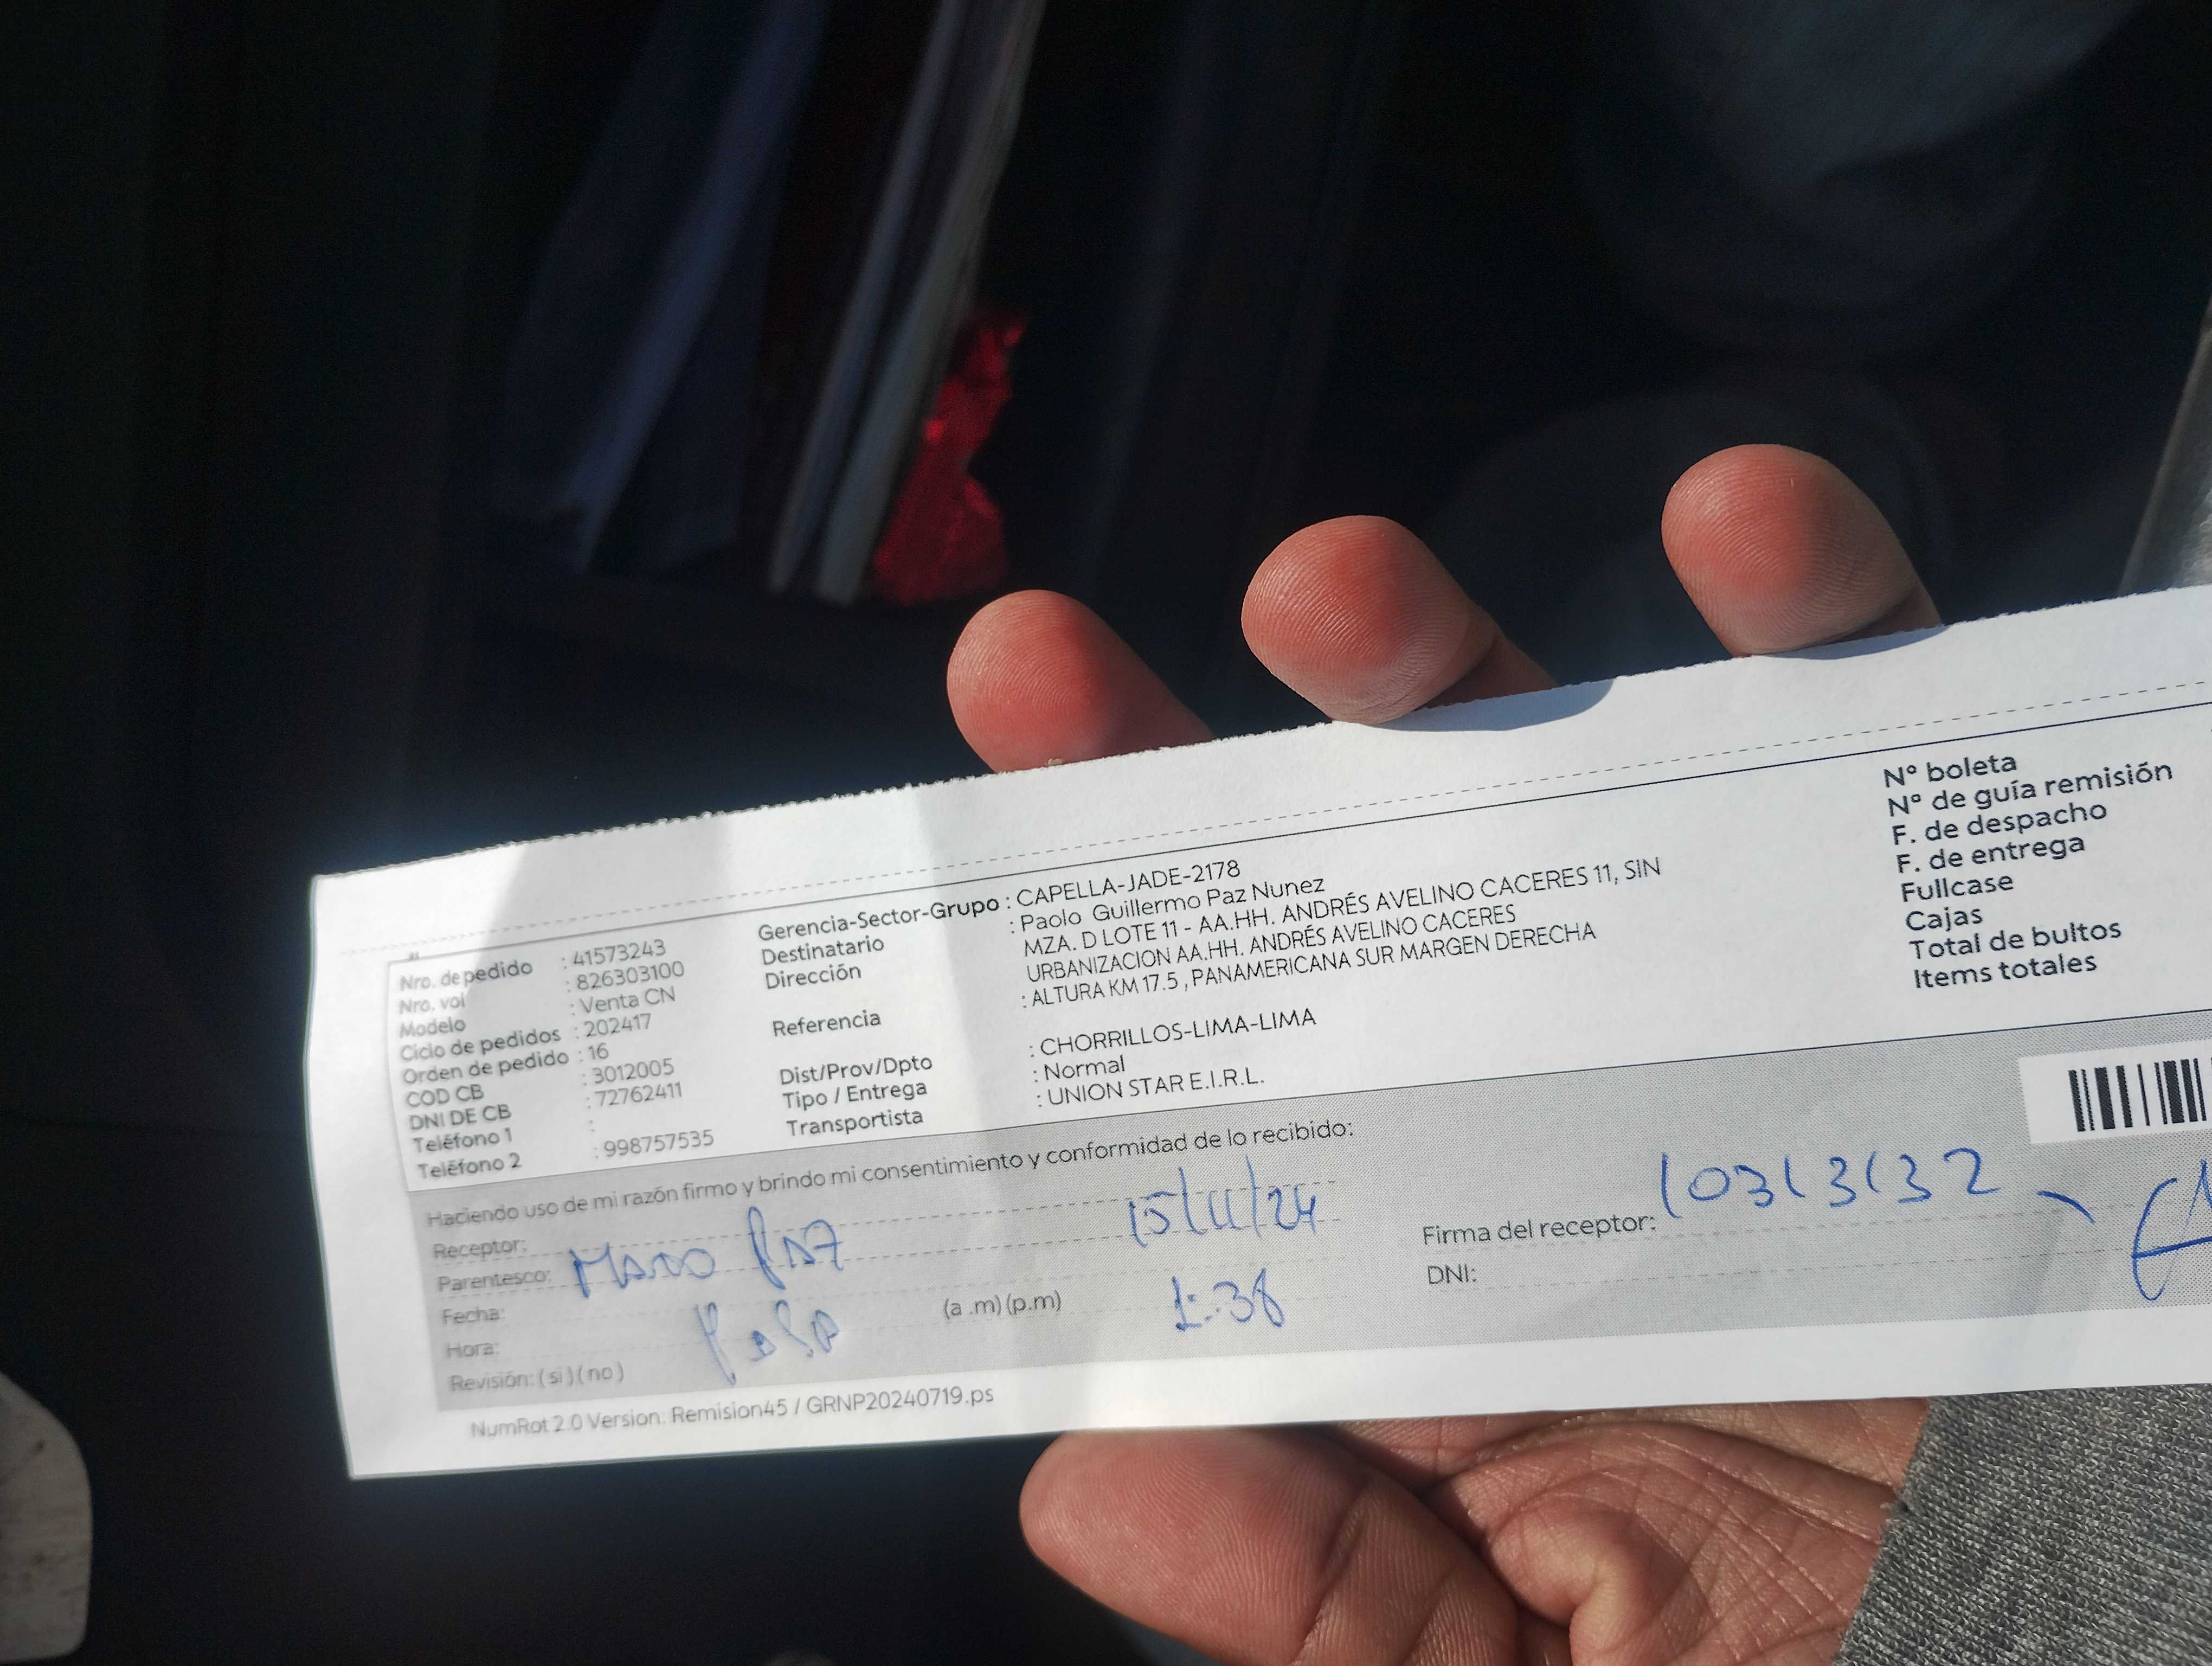 Nro. de pedido : 41573243
Nro. vol : 826303100
Modelo : Venta CN
Ciclo de pedidos : 202417
Orden de pedido : 16
COD CB : 3012005
DNI DE CB : 72762411
Teléfono 1 :
Teléfono 2 : 998757535
Gerencia-Sector-Grupo : CAPELLA-JADE-2178
Destinatario : Paolo Guillermo Paz Nunez
Dirección MZA. D LOTE 11 - AA.HH. ANDRÉS AVELINO CACERES 11, SIN
URBANIZACION AA.HH. ANDRÉS AVELINO CACERES
Referencia : ALTURA KM 17.5 , PANAMERICANA SUR MARGEN DERECHA
Dist/Prov/Dpto : CHORRILLOS-LIMA-LIMA
Tipo / Entrega : Normal
Transportista : UNION STAR E.I.R.L.
N° boleta
N° de guía remisión
F. de despacho
F. de entrega
Fullcase
Cajas
Total de bultos
Items totales
Haciendo uso de mi razón firmo y brindo mi consentimiento y conformidad de lo recibido:
Receptor:
Parentesco:
Fecha:
Hora:
Revisión: ( si ) ( no )
(a .m) (p.m)
15/11/24
1:38
Firma del receptor:
DNI:
NumRot 2.0 Version: Remision45 / GRNP20240719.ps